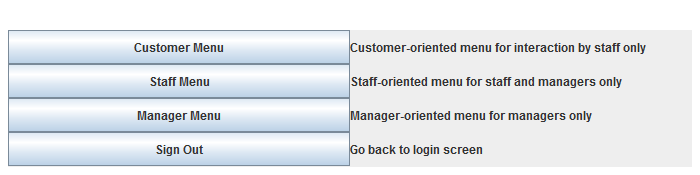 Customer Menu Customer-oriented menu for interaction by staff only
Staff Menu Staff-oriented menu for staff and managers only
Manager Menu Manager-oriented menu for managers only
Sign Out Go back to login screen